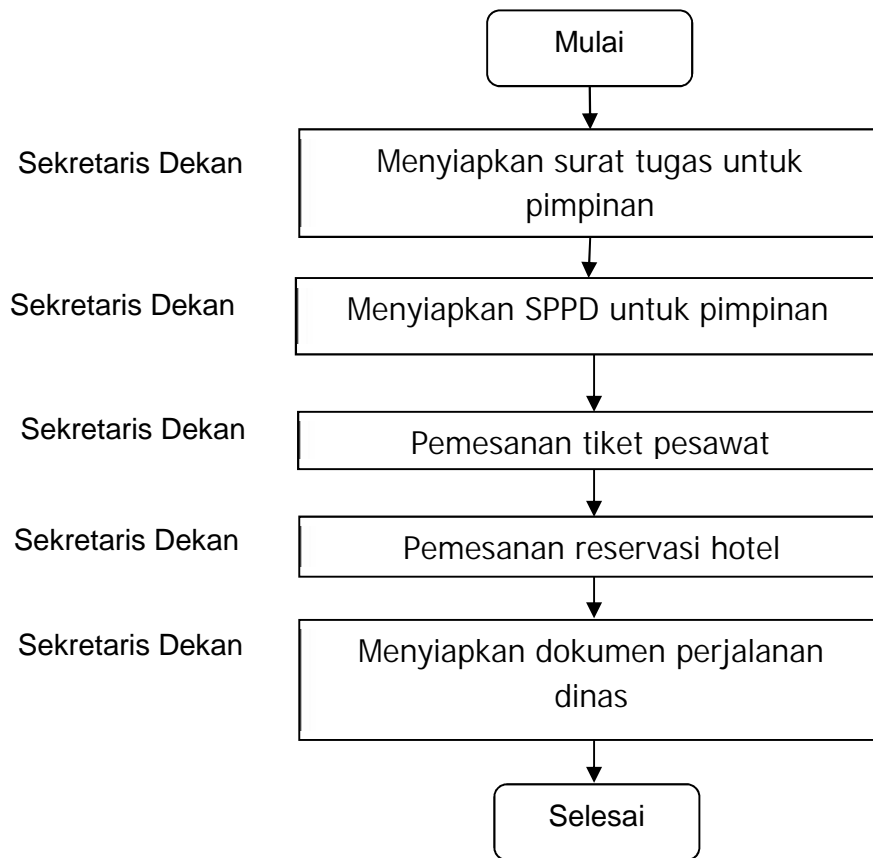 Mulai
Sekretaris Dekan
Menyiapkan surat tugas untuk
pimpinan
Sekretaris Dekan
Menyiapkan SPPD untuk pimpinan
Sekretaris Dekan
Pemesanan tiket pesawat
Sekretaris Dekan
Pemesanan reservasi hotel
Sekretaris Dekan
Menyiapkan dokumen perjalanan
dinas
Selesai